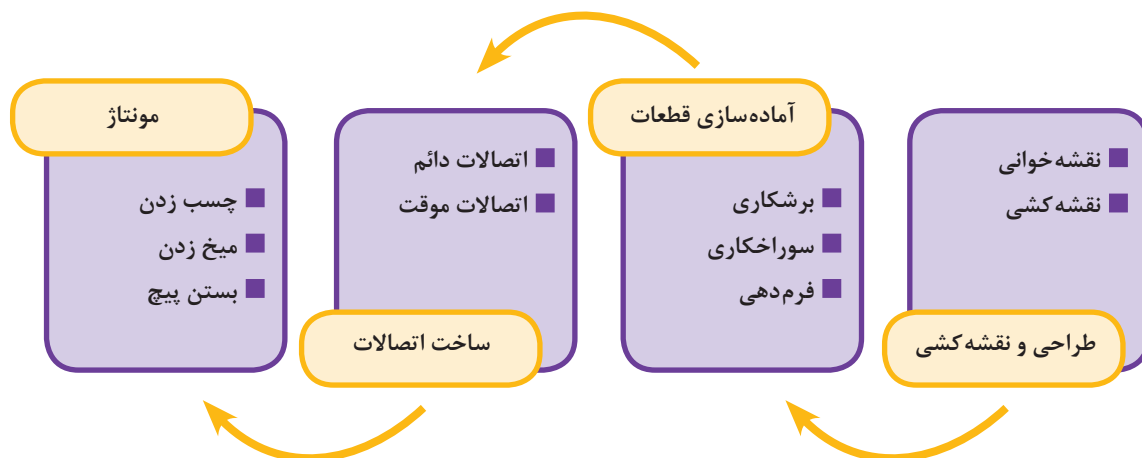 طراحی و نقشه‌کشی
نقشه‌خوانی
نقشه‌کشی
آماده‌سازی قطعات
برشکاری
سوراخکاری
فرم‌دهی
ساخت اتصالات
اتصالات دائم
اتصالات موقت
مونتاژ
چسب زدن
میخ زدن
بستن پیچ